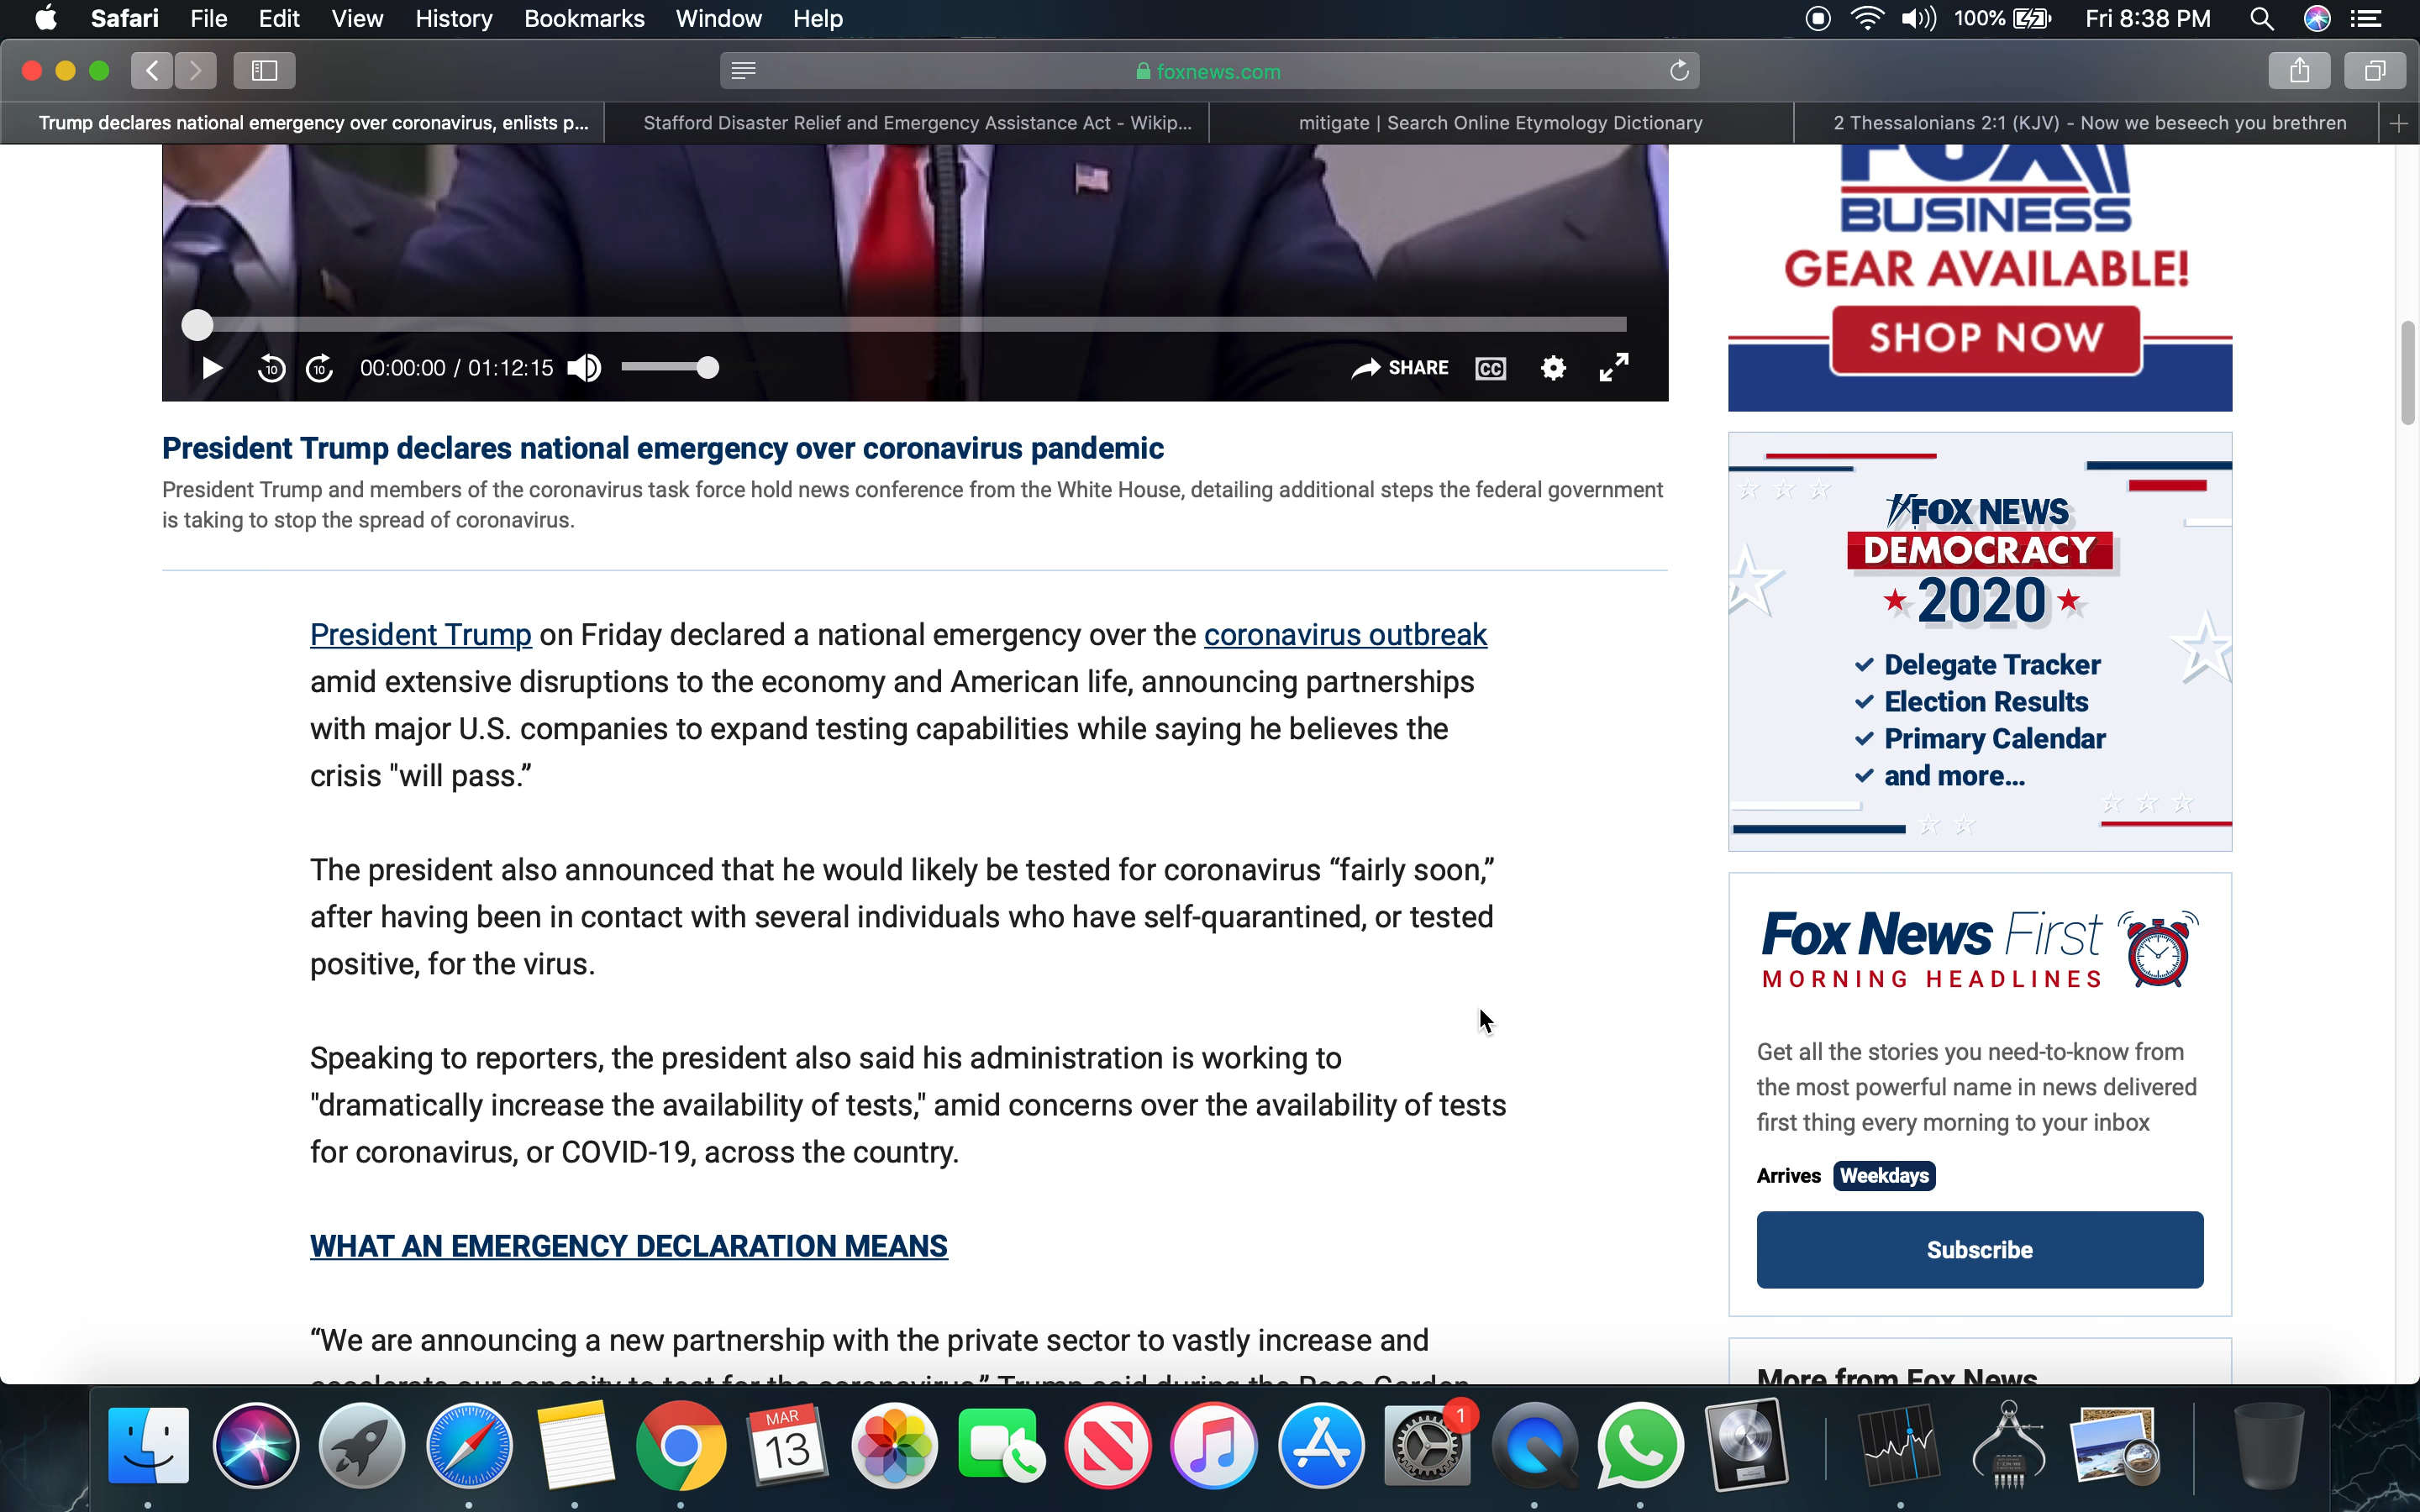 Safari File Edit View History Bookmarks Window Help
100% Fri 8:38 PM
foxnews.com
Trump declares national emergency over coronavirus, enlists p...
Stafford Disaster Relief and Emergency Assistance Act - Wikip...
mitigate | Search Online Etymology Dictionary
2 Thessalonians 2:1 (KJV) - Now we beseech you brethren
10 10 00:00:00 / 01:12:15 SHARE CC
President Trump declares national emergency over coronavirus pandemic
President Trump and members of the coronavirus task force hold news conference from the White House, detailing additional steps the federal government
is taking to stop the spread of coronavirus.
President Trump on Friday declared a national emergency over the coronavirus outbreak
amid extensive disruptions to the economy and American life, announcing partnerships
with major U.S. companies to expand testing capabilities while saying he believes the
crisis "will pass.”
The president also announced that he would likely be tested for coronavirus “fairly soon,”
after having been in contact with several individuals who have self-quarantined, or tested
positive, for the virus.
Speaking to reporters, the president also said his administration is working to
"dramatically increase the availability of tests," amid concerns over the availability of tests
for coronavirus, or COVID-19, across the country.
WHAT AN EMERGENCY DECLARATION MEANS
“We are announcing a new partnership with the private sector to vastly increase and
accelerate our capacity to test for the coronavirus,” Trump said during the Rose Garden
FOX
BUSINESS
GEAR AVAILABLE!
SHOP NOW
FOX NEWS
DEMOCRACY
2020
Delegate Tracker
Election Results
Primary Calendar
and more...
Fox News First
MORNING HEADLINES
Get all the stories you need-to-know from
the most powerful name in news delivered
first thing every morning to your inbox
Arrives Weekdays
Subscribe
More from Fox News
MAR
13
1